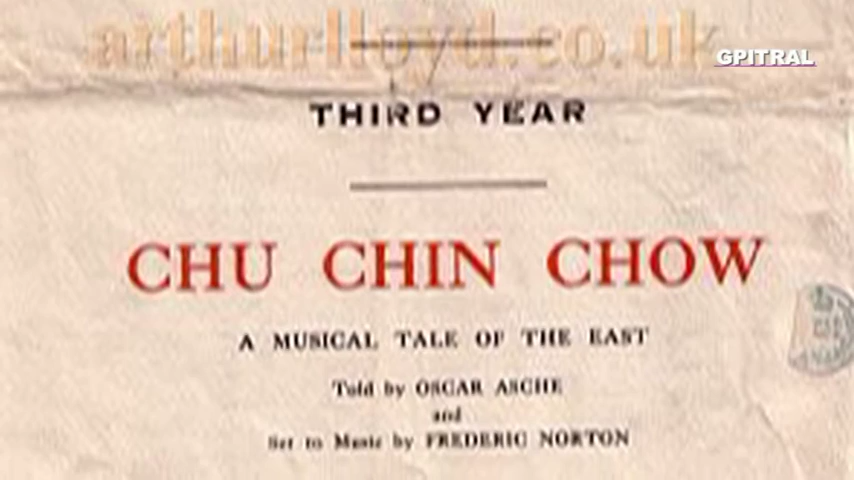 arthurlloyd.co.uk
GPITRAL
THIRD YEAR
CHU CHIN CHOW
A MUSICAL TALE OF THE EAST
Told by OSCAR ASCHE
and
Set to Music by FREDERIC NORTON